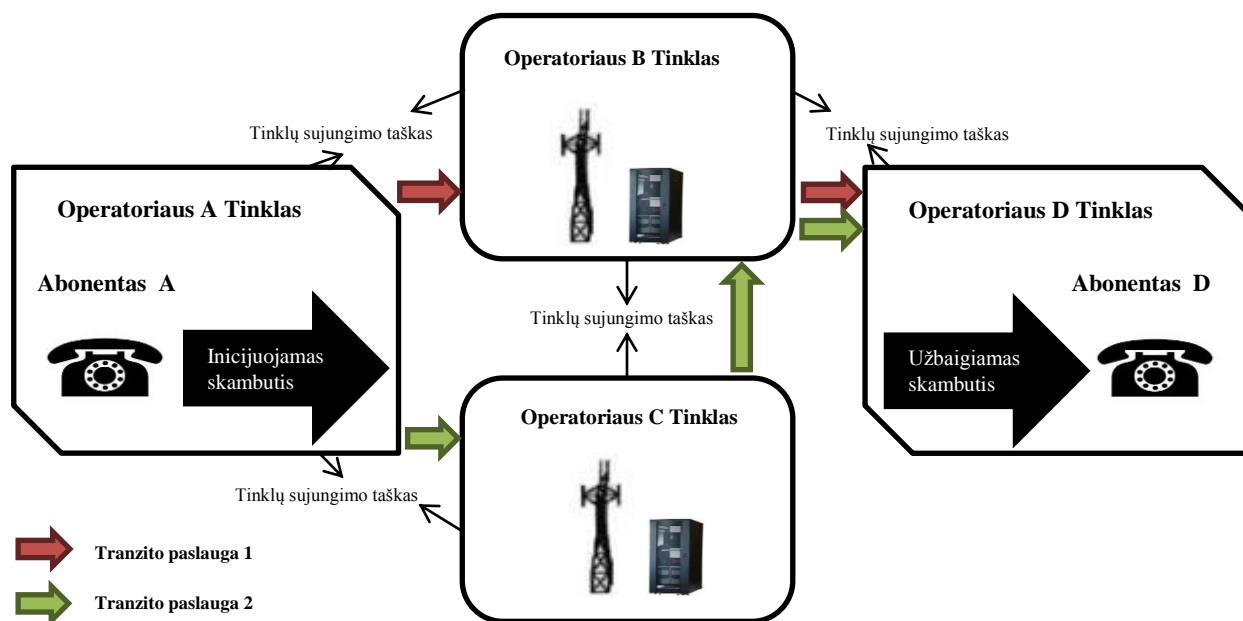 Operatoriaus B Tinklas
Tinklų sujungimo taškas
Tinklų sujungimo taškas
Operatoriaus A Tinklas
Operatoriaus D Tinklas
Abonentas A
Abonentas D
Tinklų sujungimo taškas
Inicijuojamas
skambutis
Užbaigiamas
skambutis
Operatoriaus C Tinklas
Tinklų sujungimo taškas
Tranzito paslauga 1
Tranzito paslauga 2